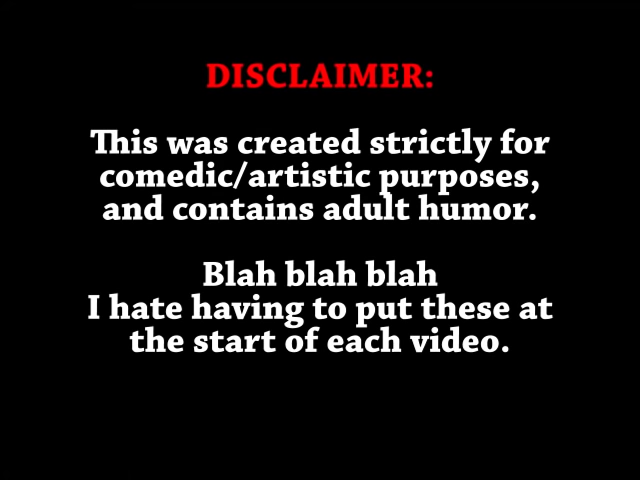 DISCLAIMER:
This was created strictly for
comedic/artistic purposes,
and contains adult humor.
Blah blah blah
I hate having to put these at
the start of each video.